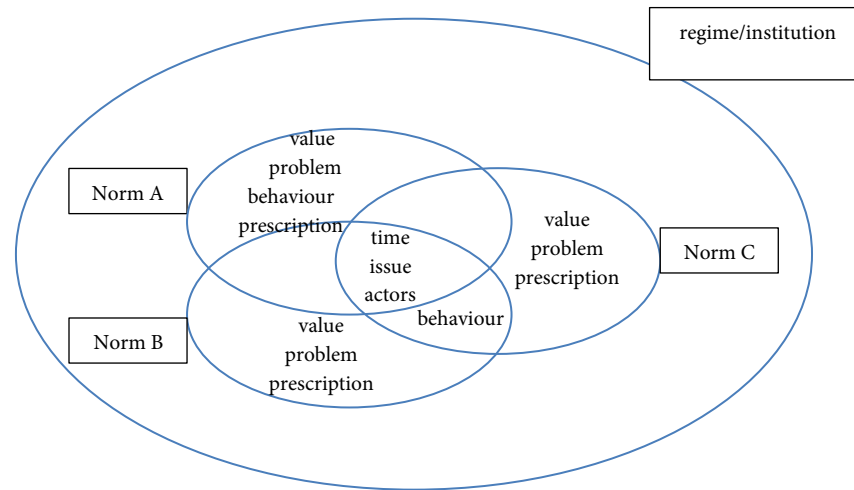 regime/institution
value
problem
behaviour
prescription
Norm A
time
issue
actors
value
problem
prescription
Norm C
behaviour
value
problem
prescription
Norm B